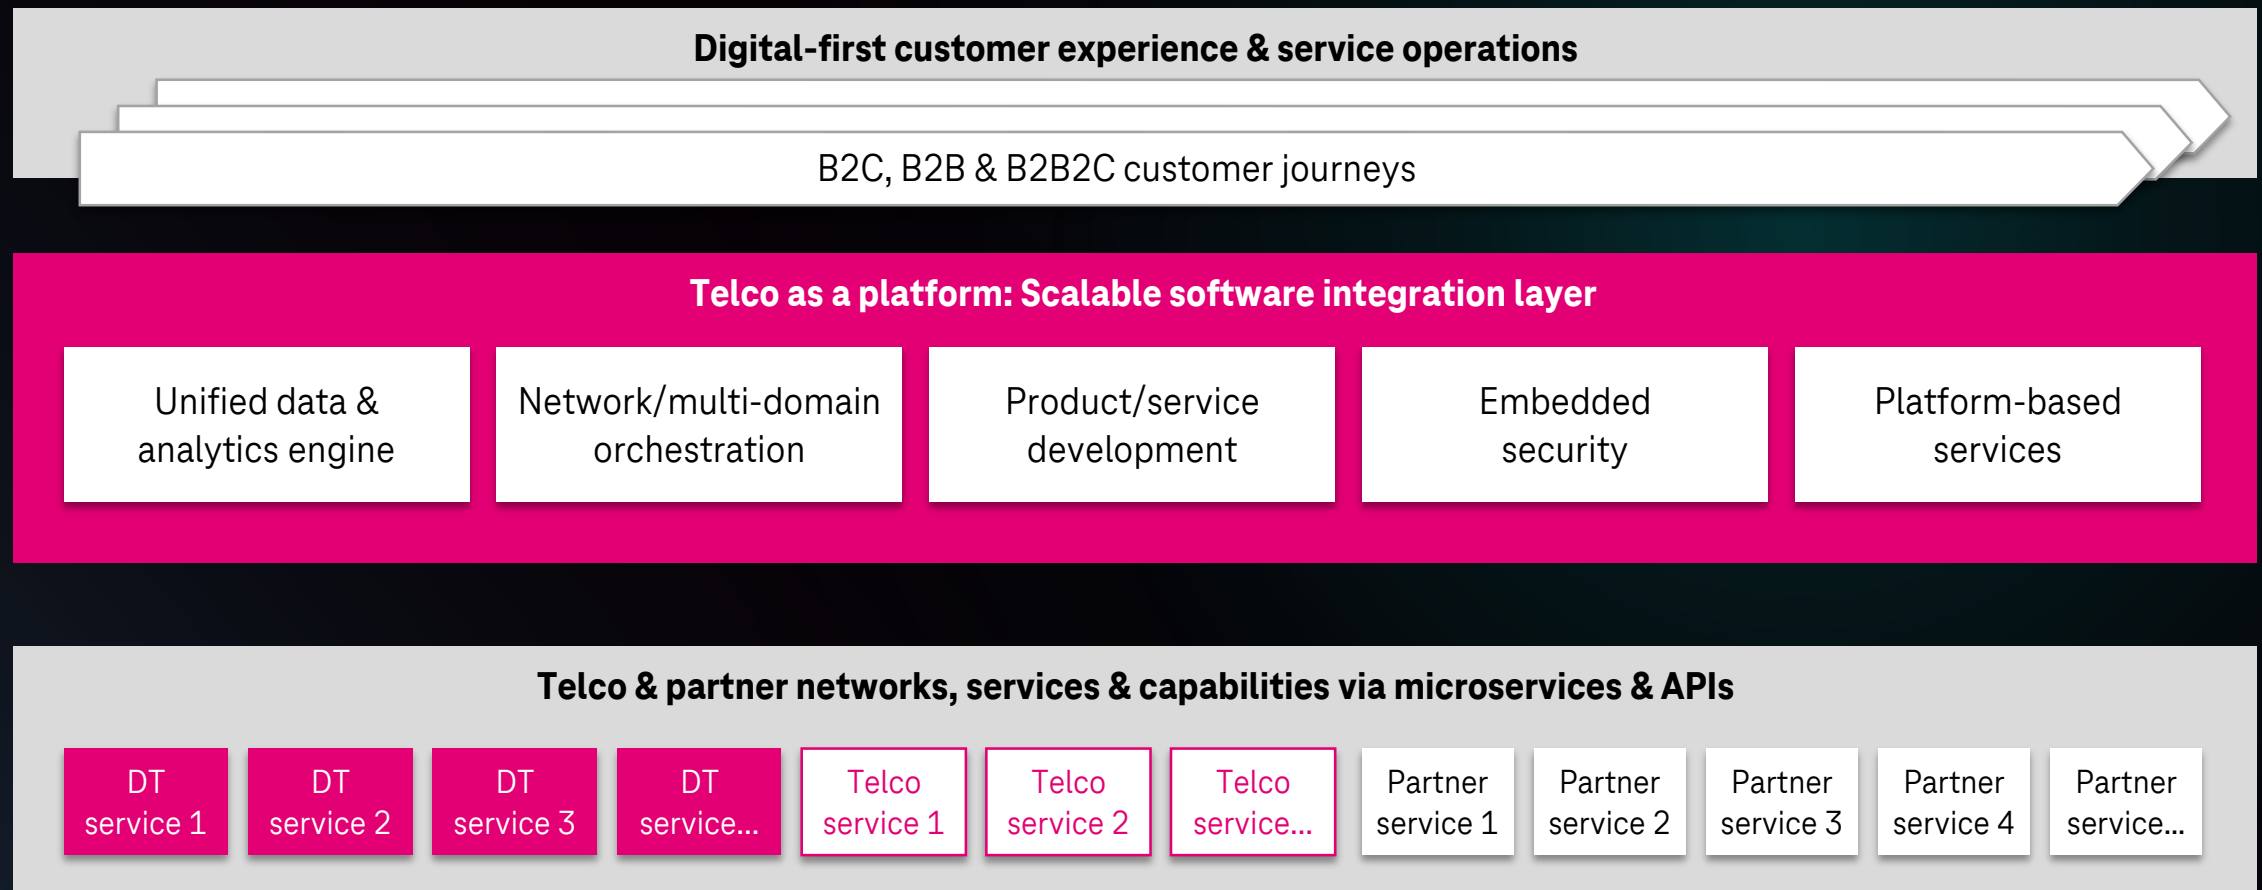 Digital-first customer experience & service operations
B2C, B2B & B2B2C customer journeys
Telco as a platform: Scalable software integration layer
Unified data &
analytics engine
Network/multi-domain
orchestration
Product/service
development
Embedded
security
Platform-based
services
Telco & partner networks, services & capabilities via microservices & APIs
DT
service 1
DT
service 2
DT
service 3
DT
service...
Telco
service 1
Telco
service 2
Telco
service...
Partner
service 1
Partner
service 2
Partner
service 3
Partner
service 4
Partner
service...